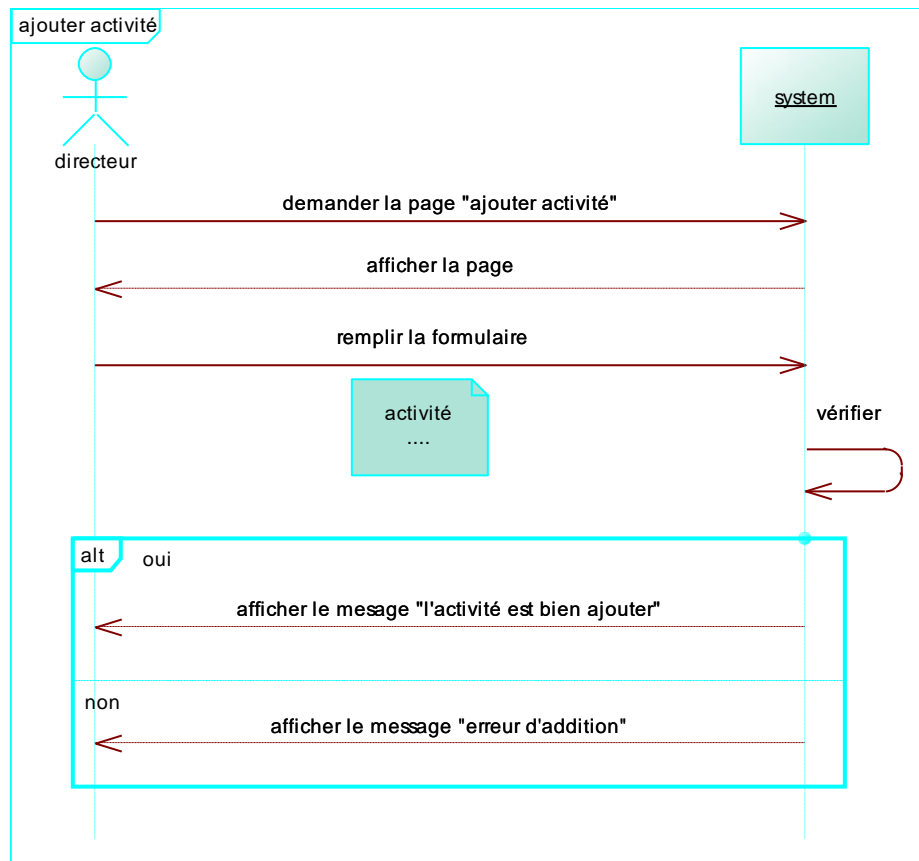 ajouter activité
directeur
system
demander la page "ajouter activité"
afficher la page
remplir la formulaire
activité
....
vérifier
alt
oui
afficher le mesage "l'activité est bien ajouter"
non
afficher le message "erreur d'addition"